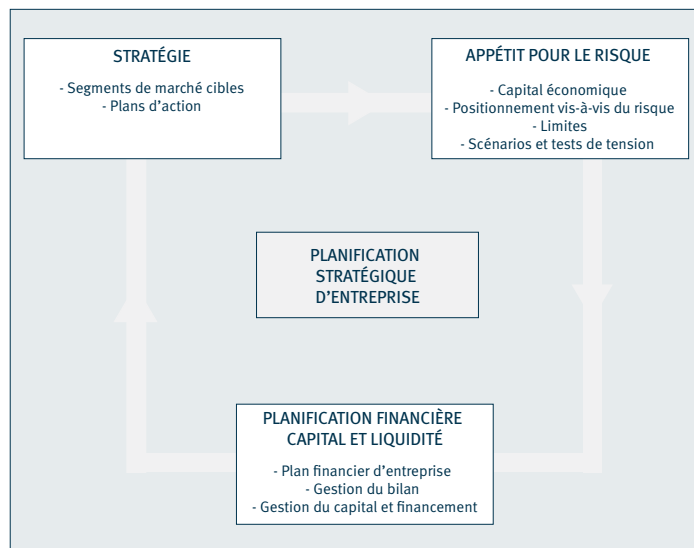 STRATÉGIE
- Segments de marché cibles
- Plans d’action
APPÉTIT POUR LE RISQUE
- Capital économique
- Positionnement vis-à-vis du risque
- Limites
- Scénarios et tests de tension
PLANIFICATION
STRATÉGIQUE
D’ENTREPRISE
PLANIFICATION FINANCIÈRE
CAPITAL ET LIQUIDITÉ
- Plan financier d’entreprise
- Gestion du bilan
- Gestion du capital et financement